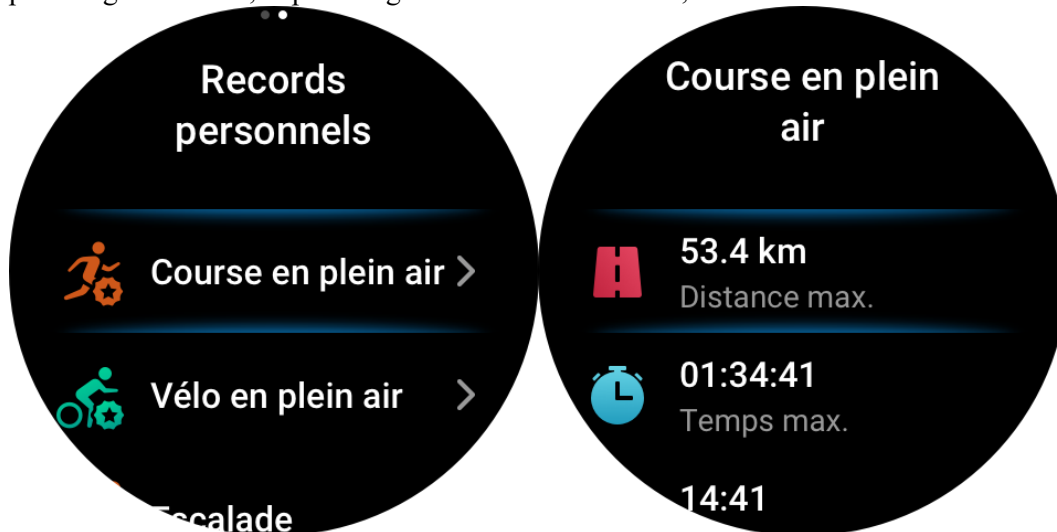 Records
personnels
Course en plein air
Vélo en plein air
Escalade
Course en plein
air
53.4 km
Distance max.
01:34:41
Temps max.
14:41